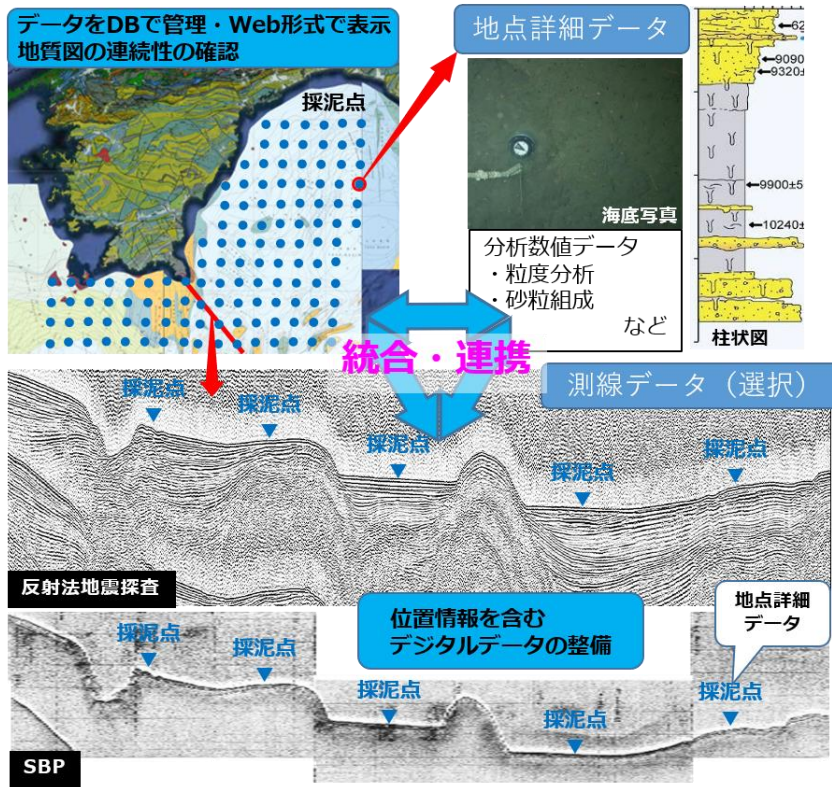 データをDBで管理・Web形式で表示
地質図の連続性の確認
採泥点
地点詳細データ
海底写真
分析数値データ
・粒度分析
・砂粒組成
など
62
9090
9320±
9900±5
10240±
柱状図
統合・連携
測線データ（選択）
採泥点
採泥点
採泥点
採泥点
採泥点
反射法地震探査
位置情報を含む
デジタルデータの整備
地点詳細
データ
採泥点
採泥点
採泥点
採泥点
採泥点
SBP